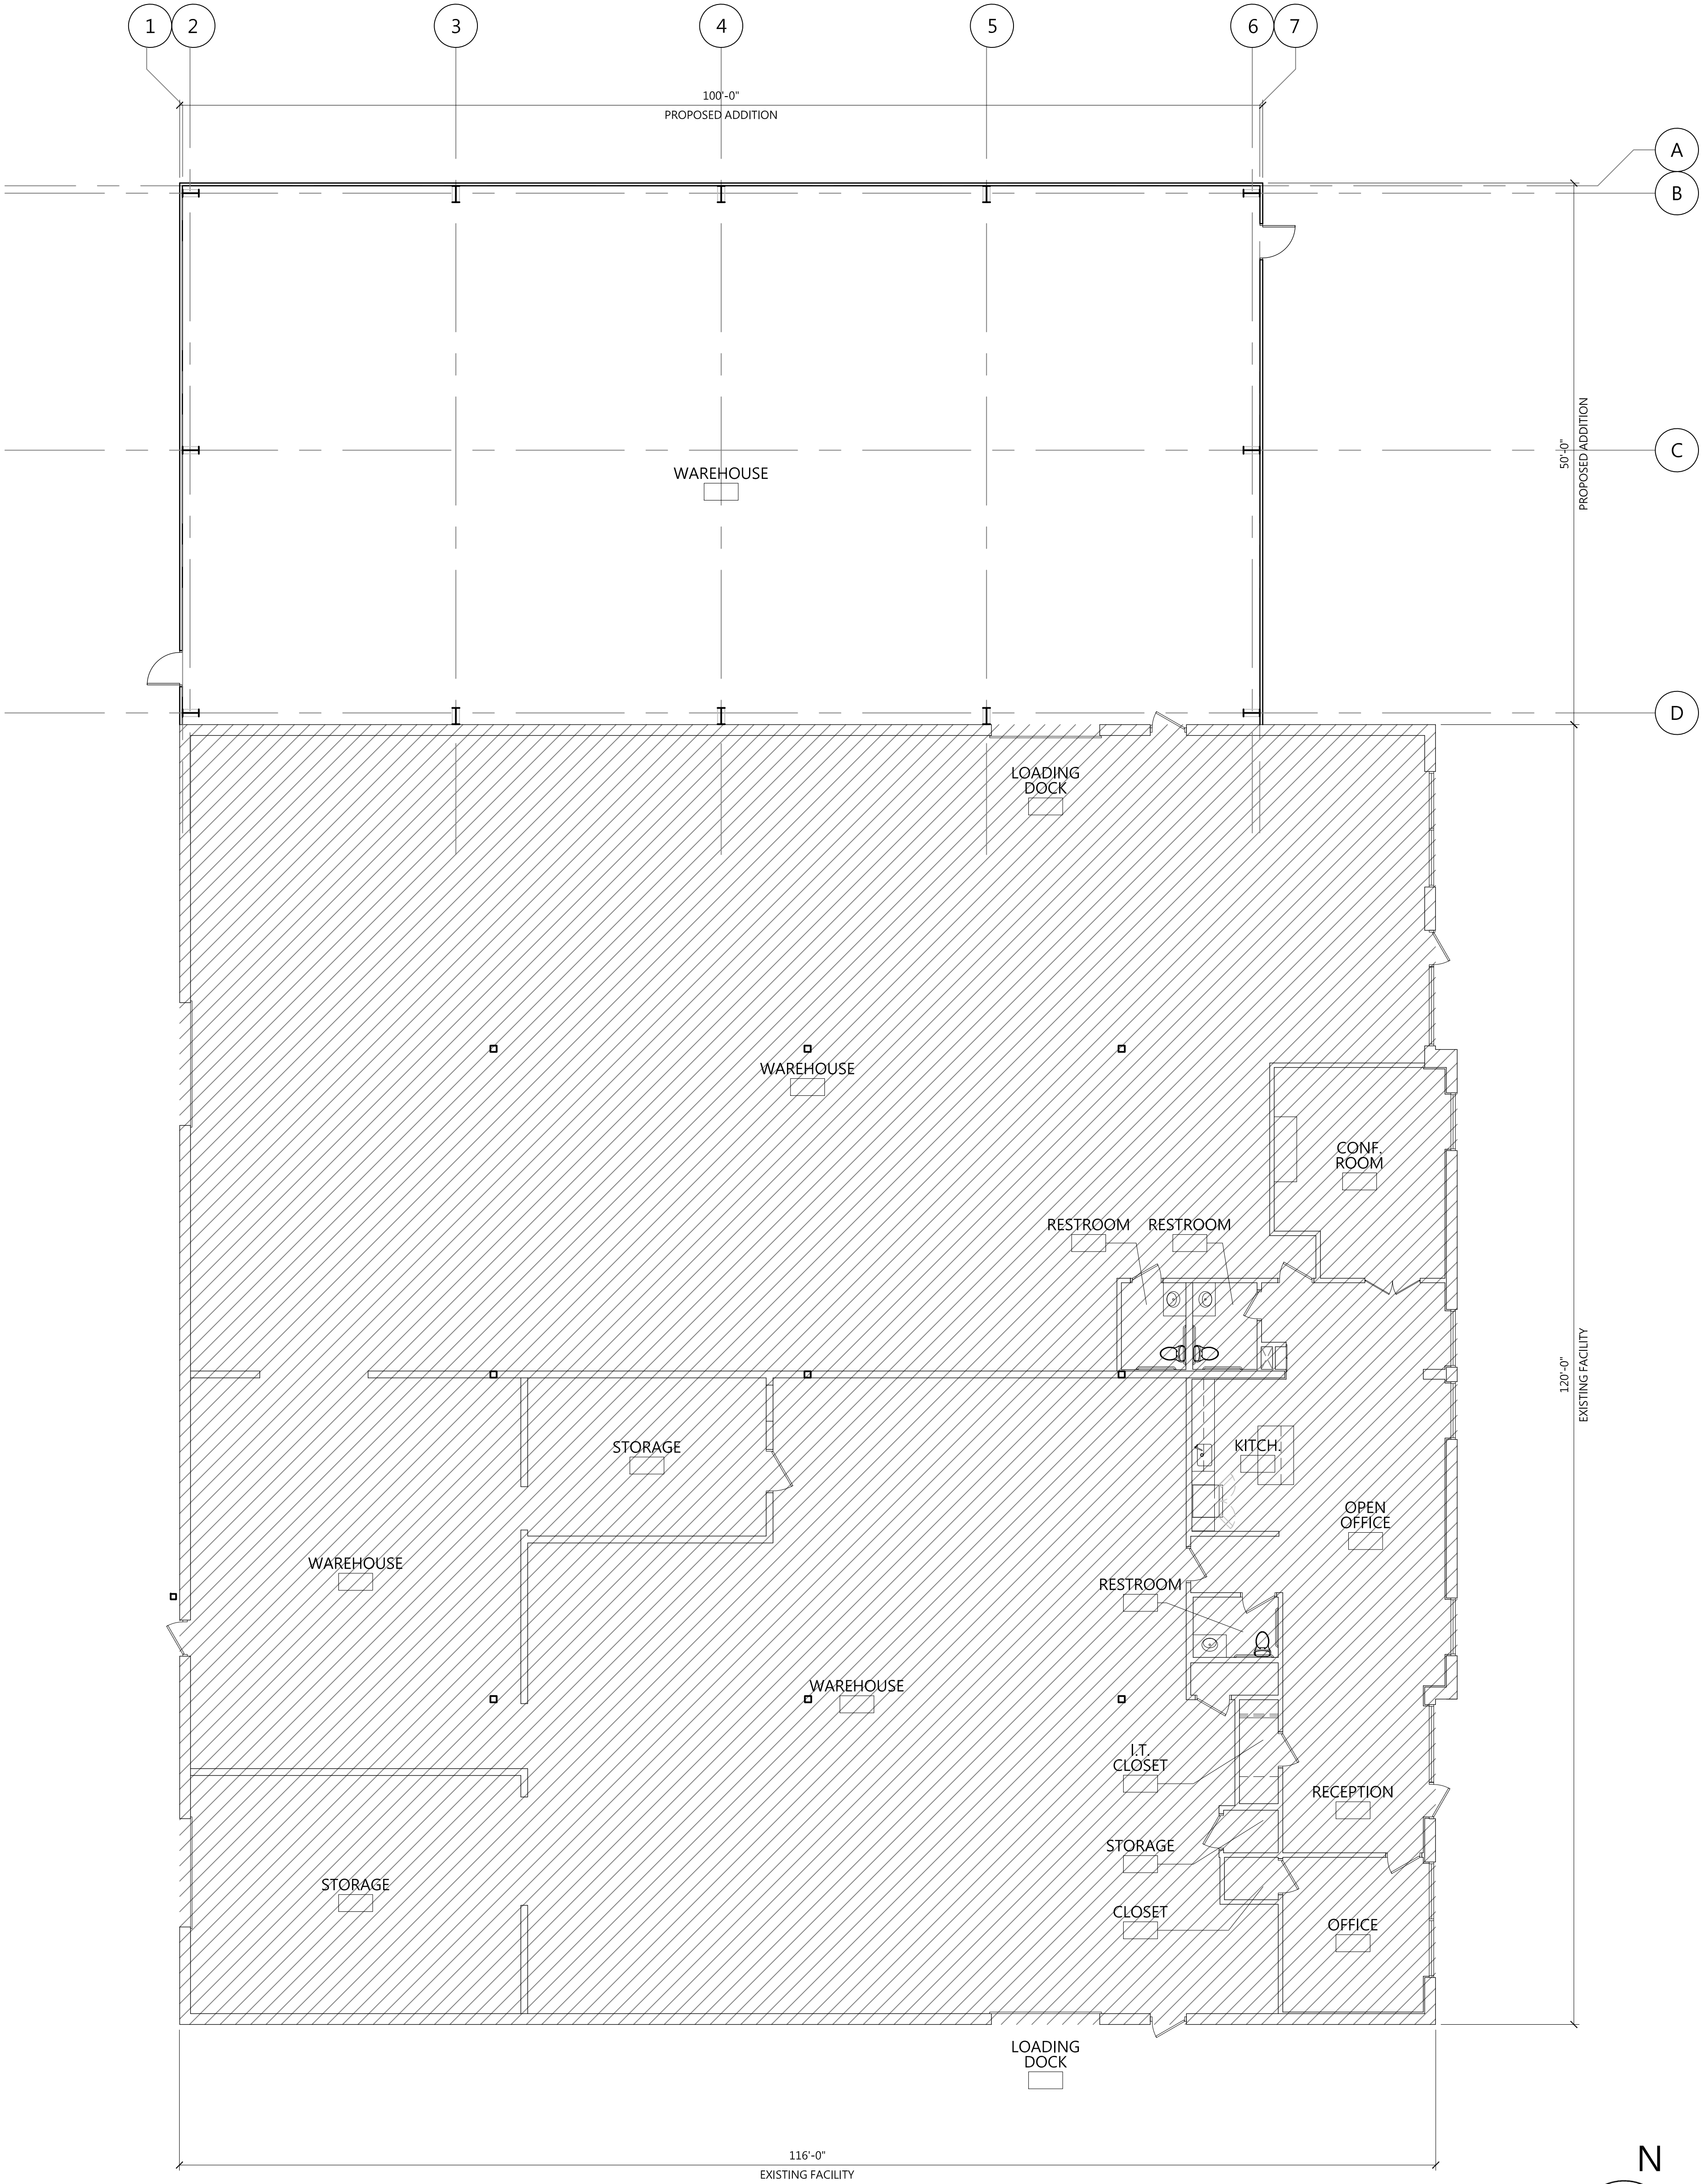 1 2 3 4 5 6 7
100'-0"
PROPOSED ADDITION
A
B
50'-0"
PROPOSED ADDITION
C
WAREHOUSE
D
LOADING
DOCK
WAREHOUSE
CONF.
ROOM
RESTROOM RESTROOM
120'-0"
EXISTING FACILITY
STORAGE
KITCH.
OPEN
OFFICE
WAREHOUSE
RESTROOM
WAREHOUSE
I.T.
CLOSET
RECEPTION
STORAGE
STORAGE
CLOSET
OFFICE
LOADING
DOCK
116'-0"
EXISTING FACILITY
N